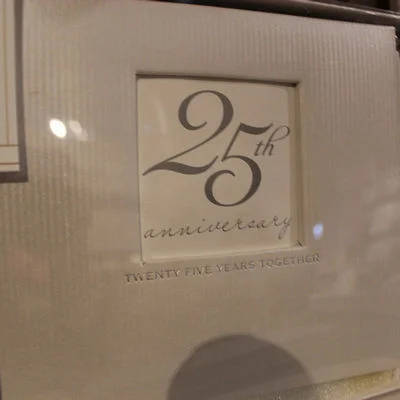 25th
anniversary
TWENTY FIVE YEARS TOGETHER